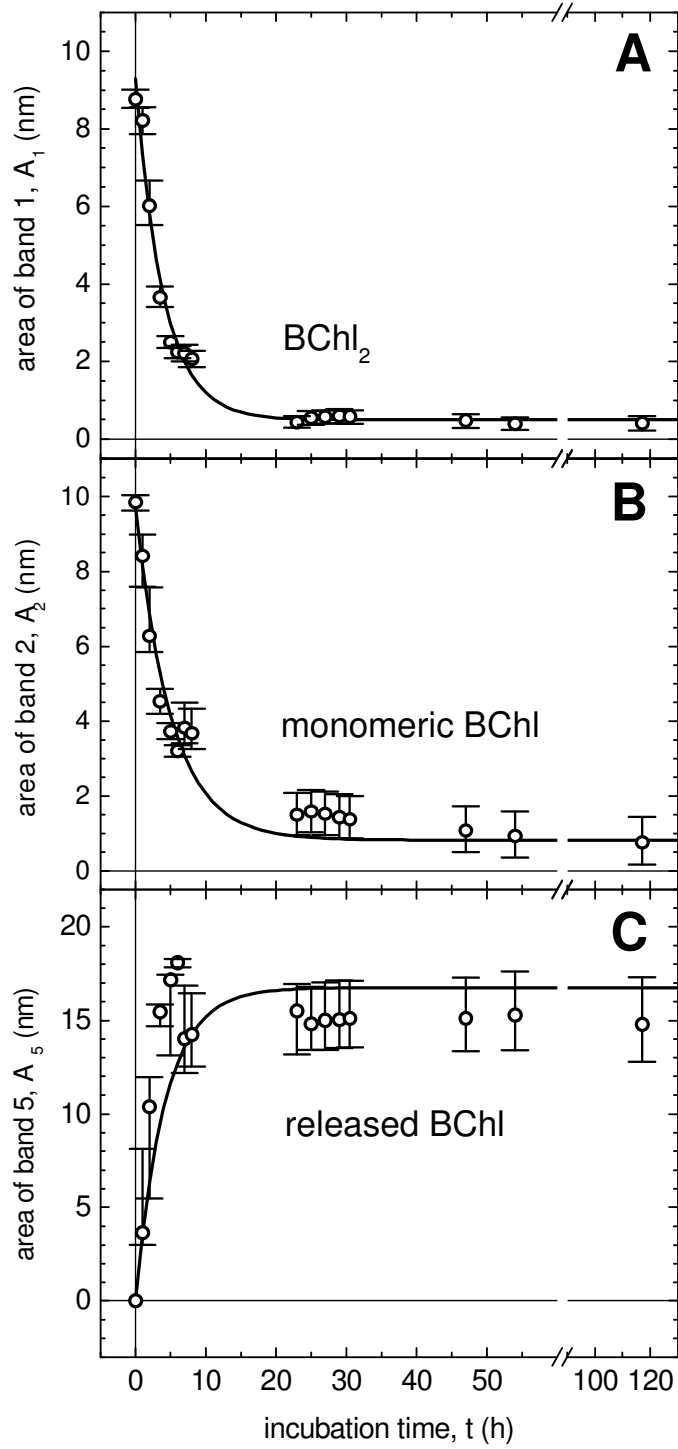 A
area of band 1, A₁ (nm)
10
8
6
4
2
0
BChl₂
B
area of band 2, A₂ (nm)
10
8
6
4
2
0
monomeric BChl
C
area of band 5, A₅ (nm)
20
15
10
5
0
released BChl
0 10 20 30 40 50 100 120
incubation time, t (h)